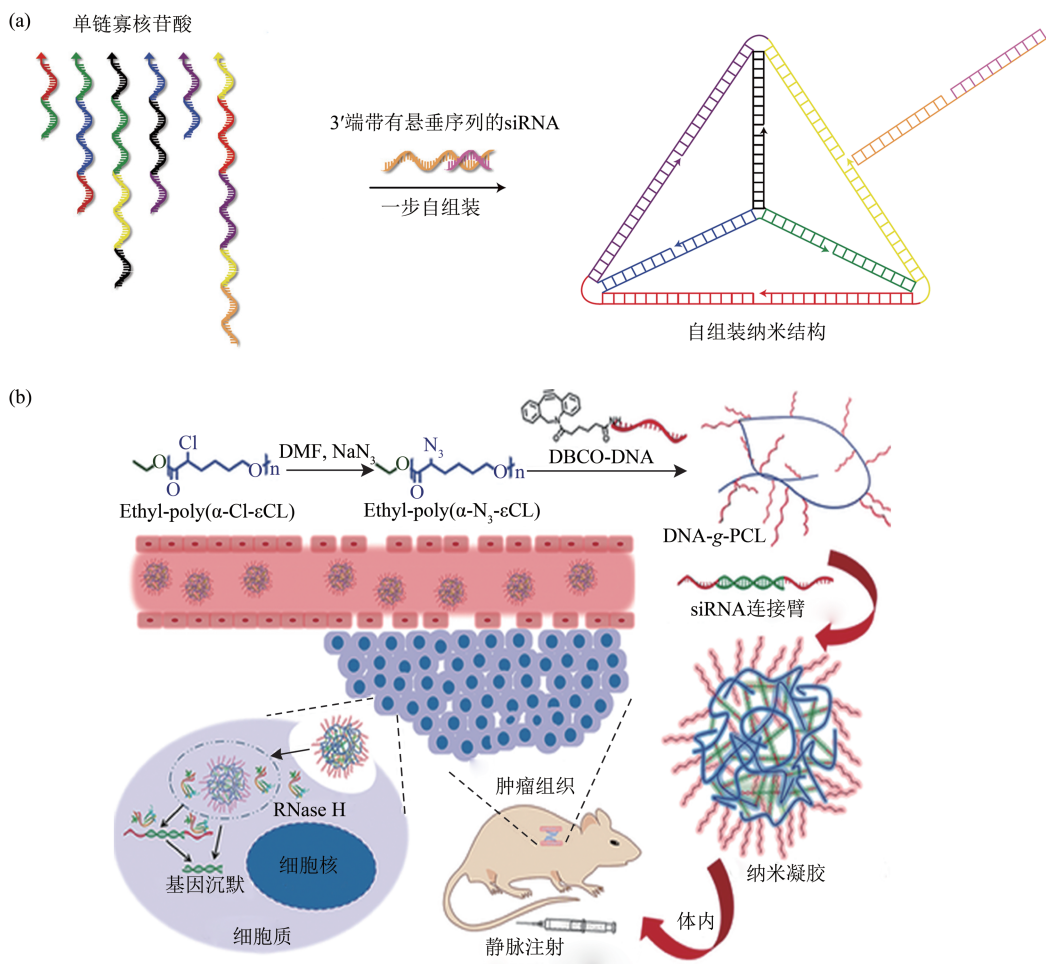 (a)
单链寡核苷酸
3′端带有悬垂序列的siRNA
一步自组装
自组装纳米结构
(b)
Cl
O
O
n
DMF, NaN3
N3
O
O
O
n
N
O
O
NH
DBCO-DNA
Ethyl-poly(α-Cl-εCL)
Ethyl-poly(α-N3-εCL)
DNA-g-PCL
siRNA连接臂
肿瘤组织
RNase H
细胞核
基因沉默
细胞质
纳米凝胶
体内
静脉注射